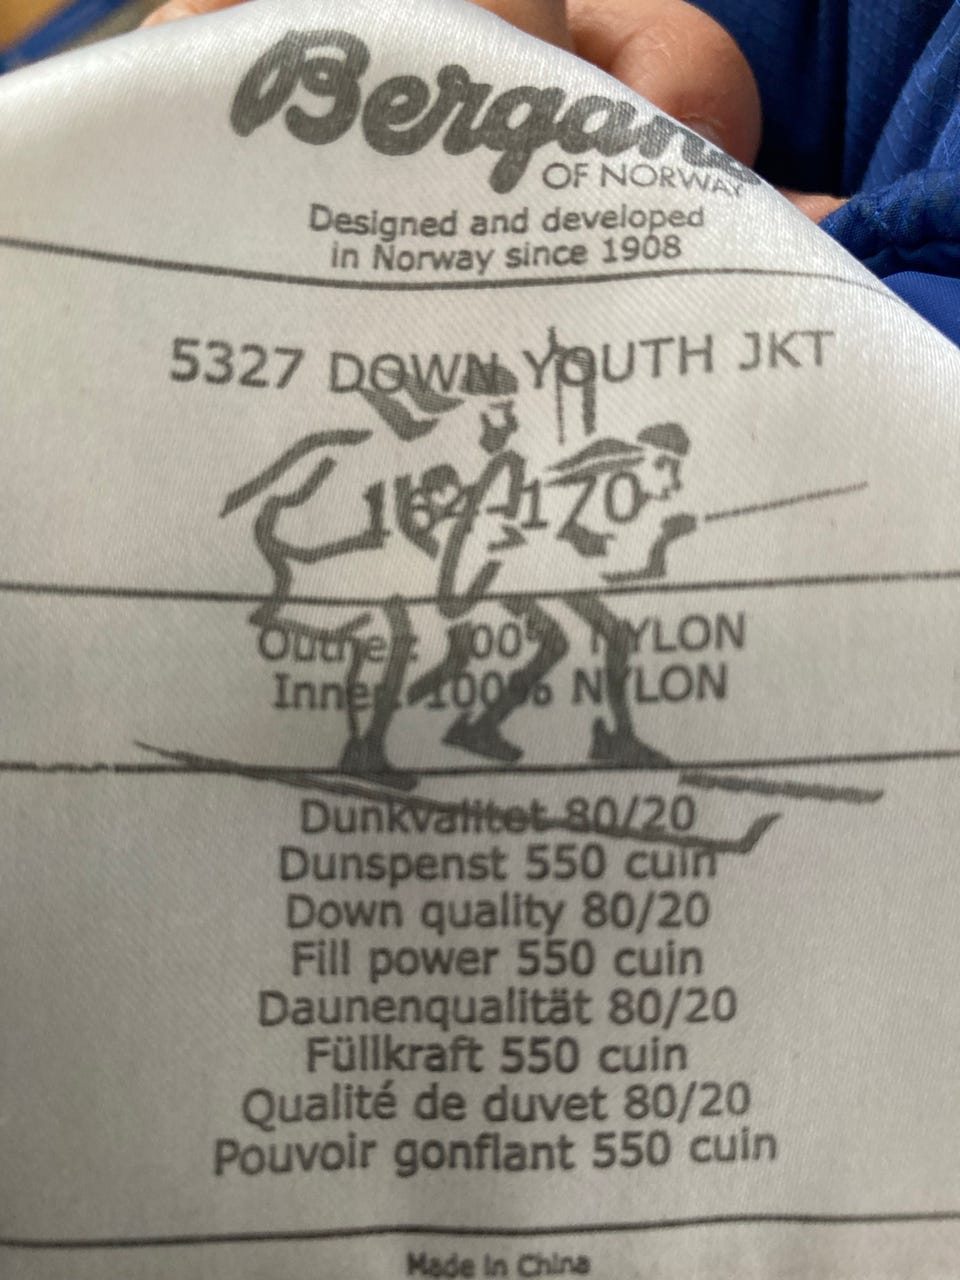 Bergans
OF NORWAY
Designed and developed
in Norway since 1908
5327 DOWN YOUTH JKT
170
Outher: 100% NYLON
Inner: 100% NYLON
Dunkvalitet 80/20
Dunspenst 550 cuin
Down quality 80/20
Fill power 550 cuin
Daunenqualität 80/20
Füllkraft 550 cuin
Qualité de duvet 80/20
Pouvoir gonflant 550 cuin
Made in China